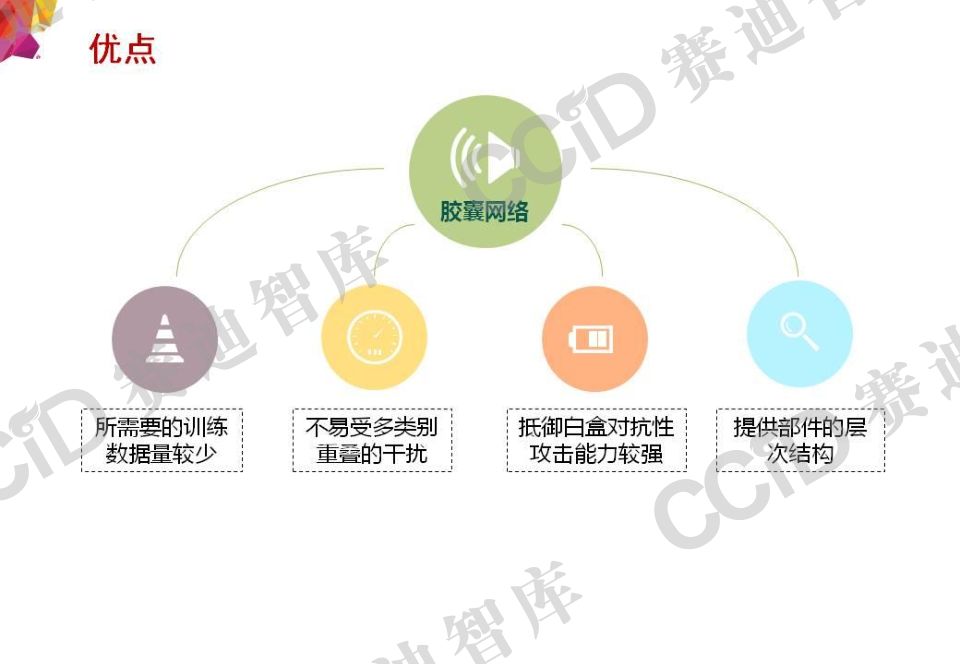 优点
胶囊网络
所需要的训练
数据量较少
不易受多类别
重叠的干扰
抵御白盒对抗性
攻击能力较强
提供部件的层
次结构
CCID 赛迪智库
CCID 赛迪智库
CCID 赛迪
迪智库